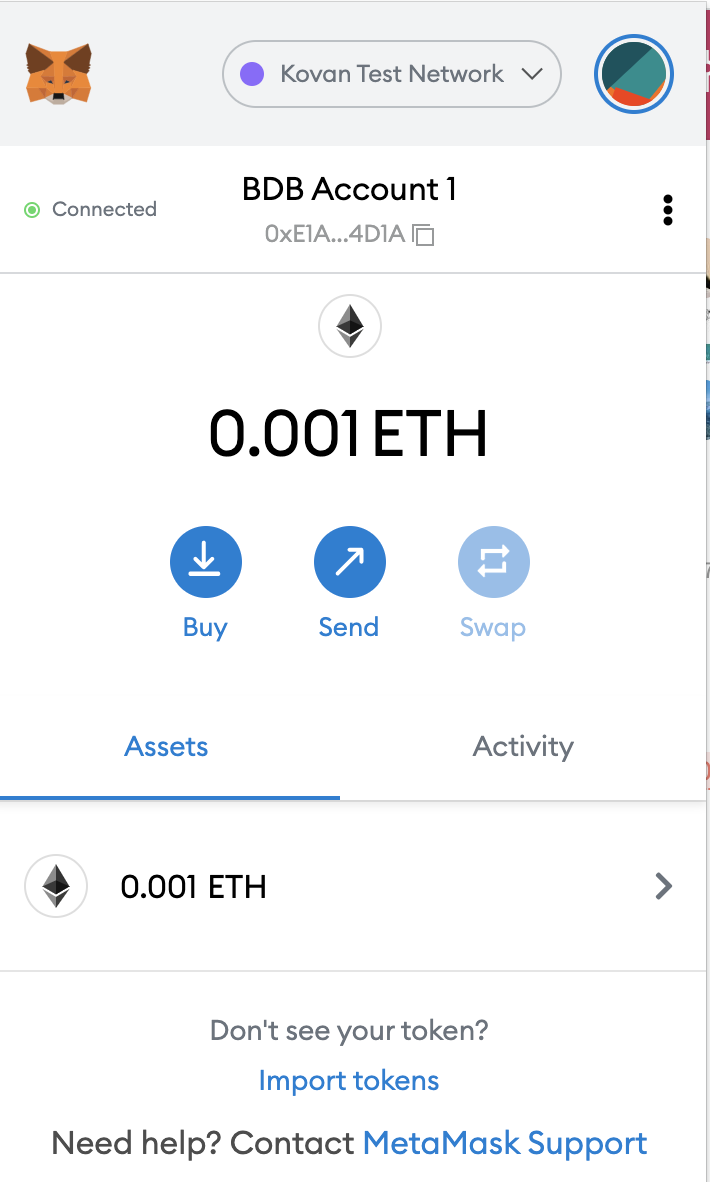 Kovan Test Network
Connected
BDB Account 1
0xE1A...4D1A
0.001 ETH
Buy Send Swap
Assets Activity
0.001 ETH
Don't see your token?
Import tokens
Need help? Contact MetaMask Support